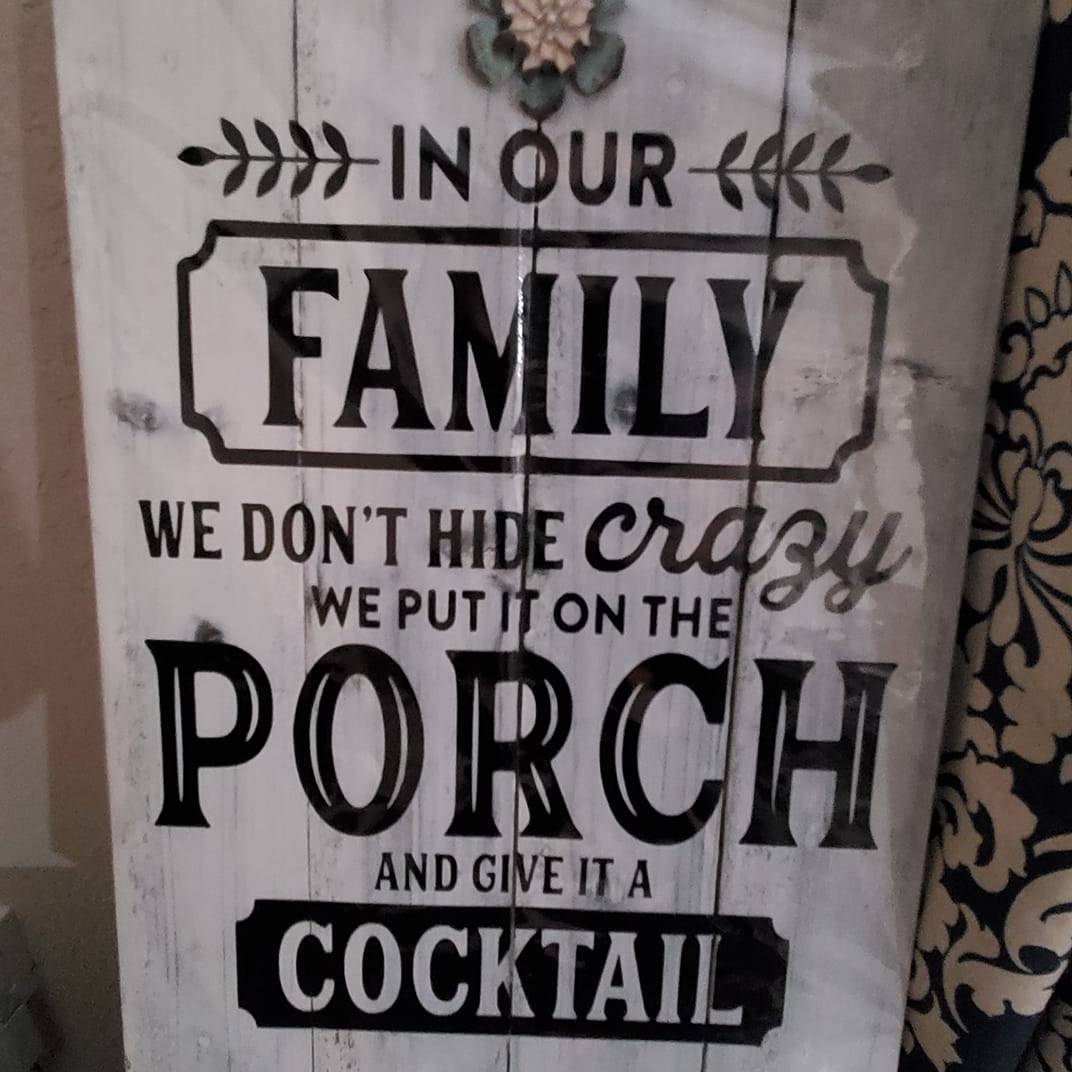 IN OUR
FAMILY
WE DON'T HIDE crazy
WE PUT IT ON THE
PORCH
AND GIVE IT A
COCKTAIL